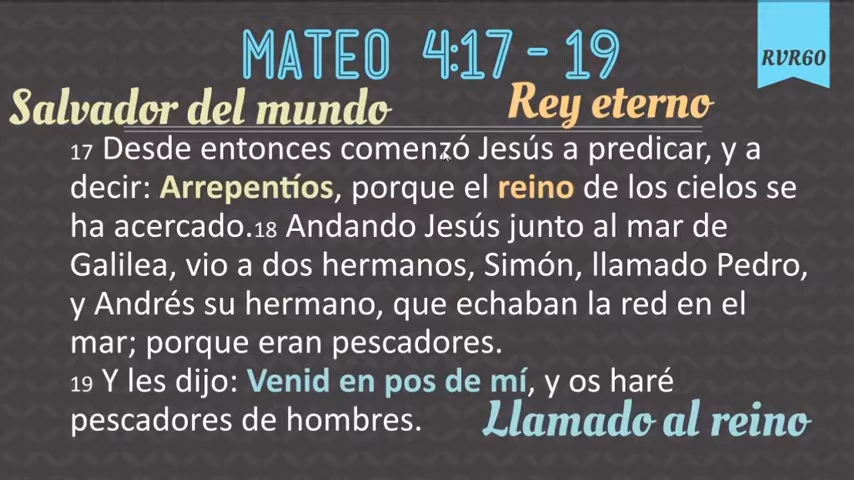 MATEO 4:17 - 19
RVR60
Salvador del mundo
Rey eterno
17 Desde entonces comenzó Jesús a predicar, y a
decir: Arrepentíos, porque el reino de los cielos se
ha acercado.18 Andando Jesús junto al mar de
Galilea, vio a dos hermanos, Simón, llamado Pedro,
y Andrés su hermano, que echaban la red en el
mar; porque eran pescadores.
19 Y les dijo: Venid en pos de mí, y os haré
pescadores de hombres.
Llamado al reino